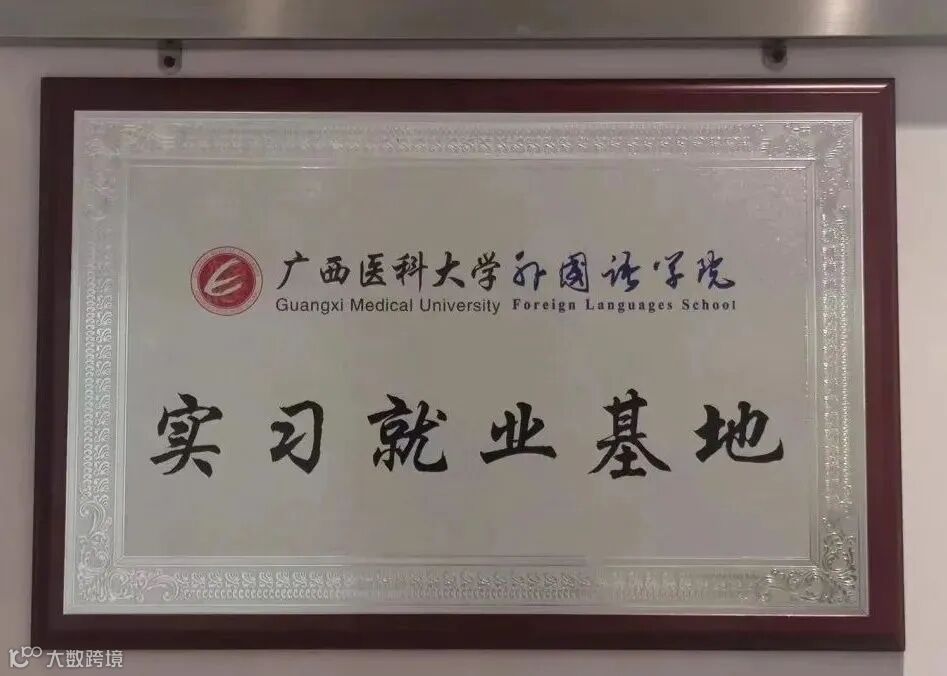 广西医科大学外国语学院
Guangxi Medical University Foreign Languages School
实习就业基地
大数跨境